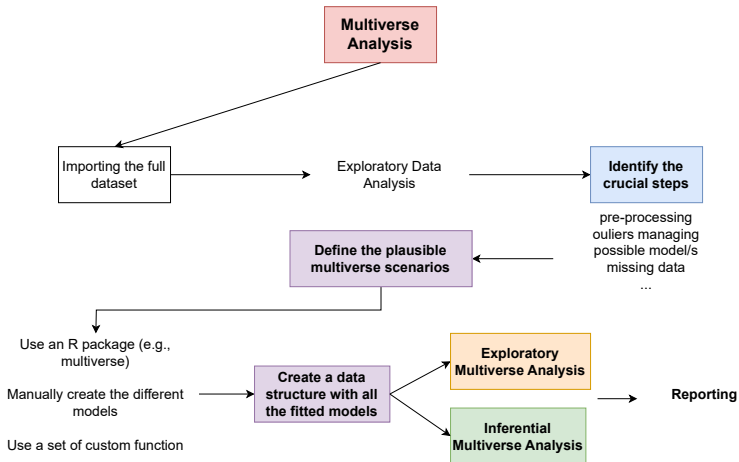 Multiverse
Analysis
Importing the full
dataset
Exploratory Data
Analysis
Identify the
crucial steps
pre-processing
ouliers managing
possible model/s
missing data
...
Define the plausible
multiverse scenarios
Use an R package (e.g.,
multiverse)
Manually create the different
models
Use a set of custom function
Create a data
structure with all
the fitted models
Exploratory
Multiverse Analysis
Inferential
Multiverse Analysis
Reporting